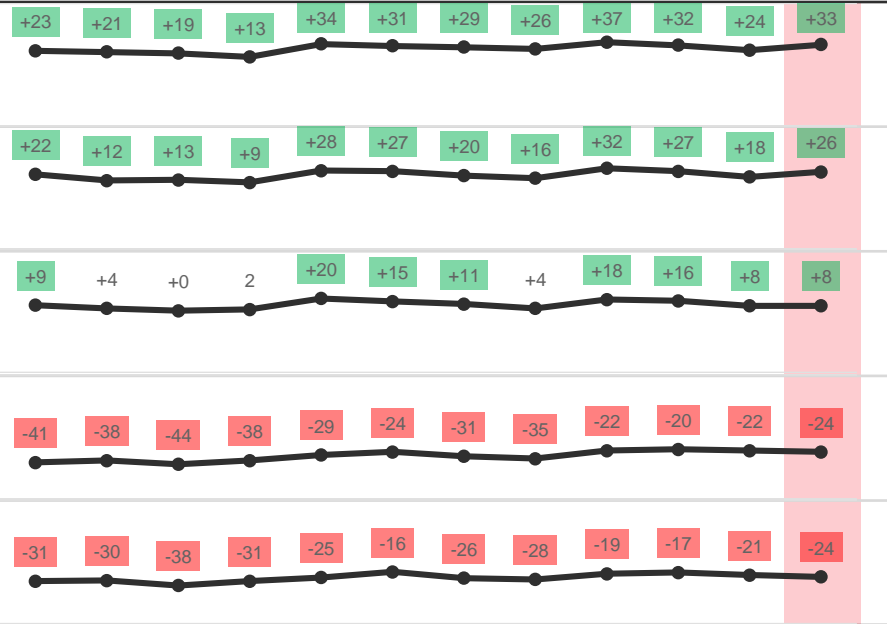 +23 +21 +19 +13 +34 +31 +29 +26 +37 +32 +24 +33
+22 +12 +13 +9 +28 +27 +20 +16 +32 +27 +18 +26
+9 +4 +0 2 +20 +15 +11 +4 +18 +16 +8 +8
-41 -38 -44 -38 -29 -24 -31 -35 -22 -20 -22 -24
-31 -30 -38 -31 -25 -16 -26 -28 -19 -17 -21 -24